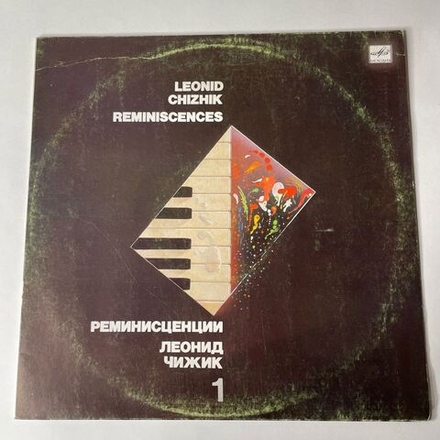 LEONID
CHIZHIK
REMINISCENCES
РЕМИНИСЦЕНЦИИ
ЛЕОНИД
ЧИЖИК
1